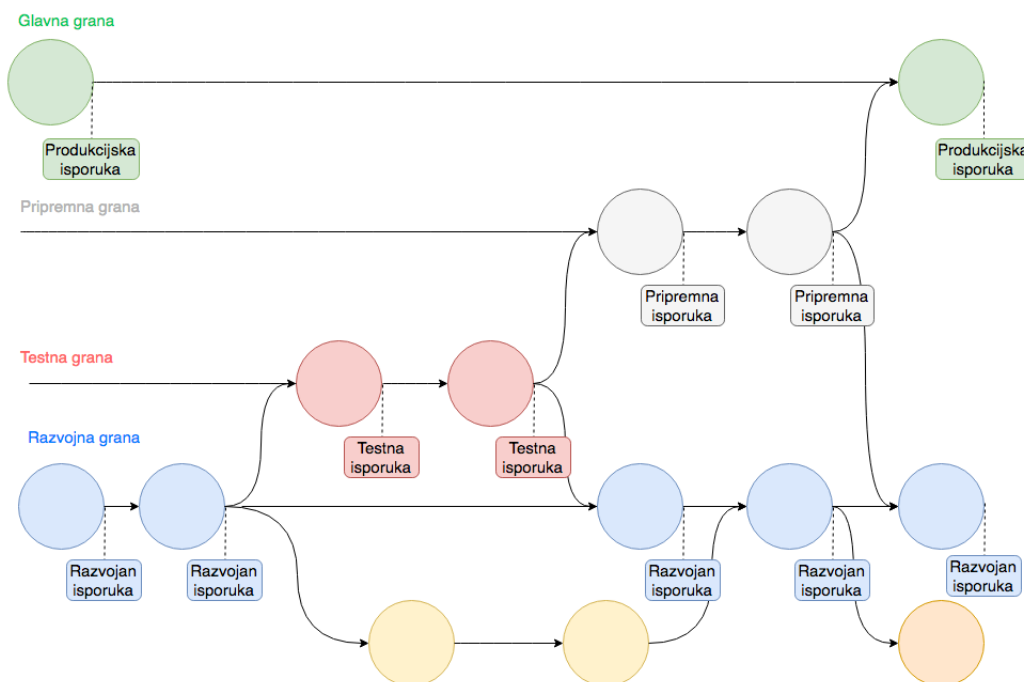 Glavna grana
Produkcijska
isporuka
Produkcijska
isporuka
Pripremna grana
Pripremna
isporuka
Pripremna
isporuka
Testna grana
Testna
isporuka
Testna
isporuka
Razvojna grana
Razvojan
isporuka
Razvojan
isporuka
Razvojan
isporuka
Razvojan
isporuka
Razvojan
isporuka